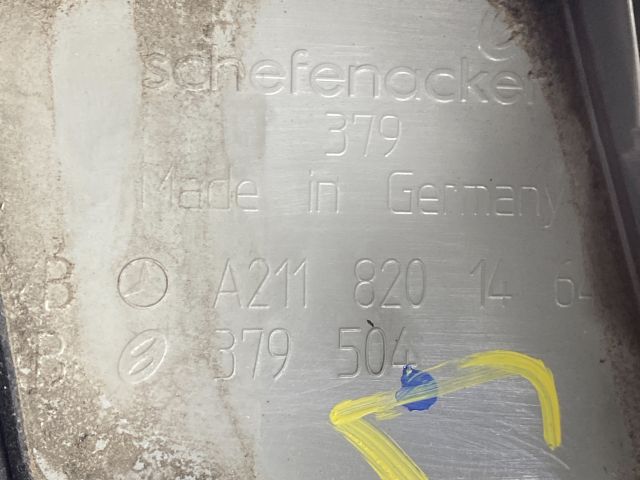 schefenacker
379
Made in Germany
B A211 820 14 64
B 379 504